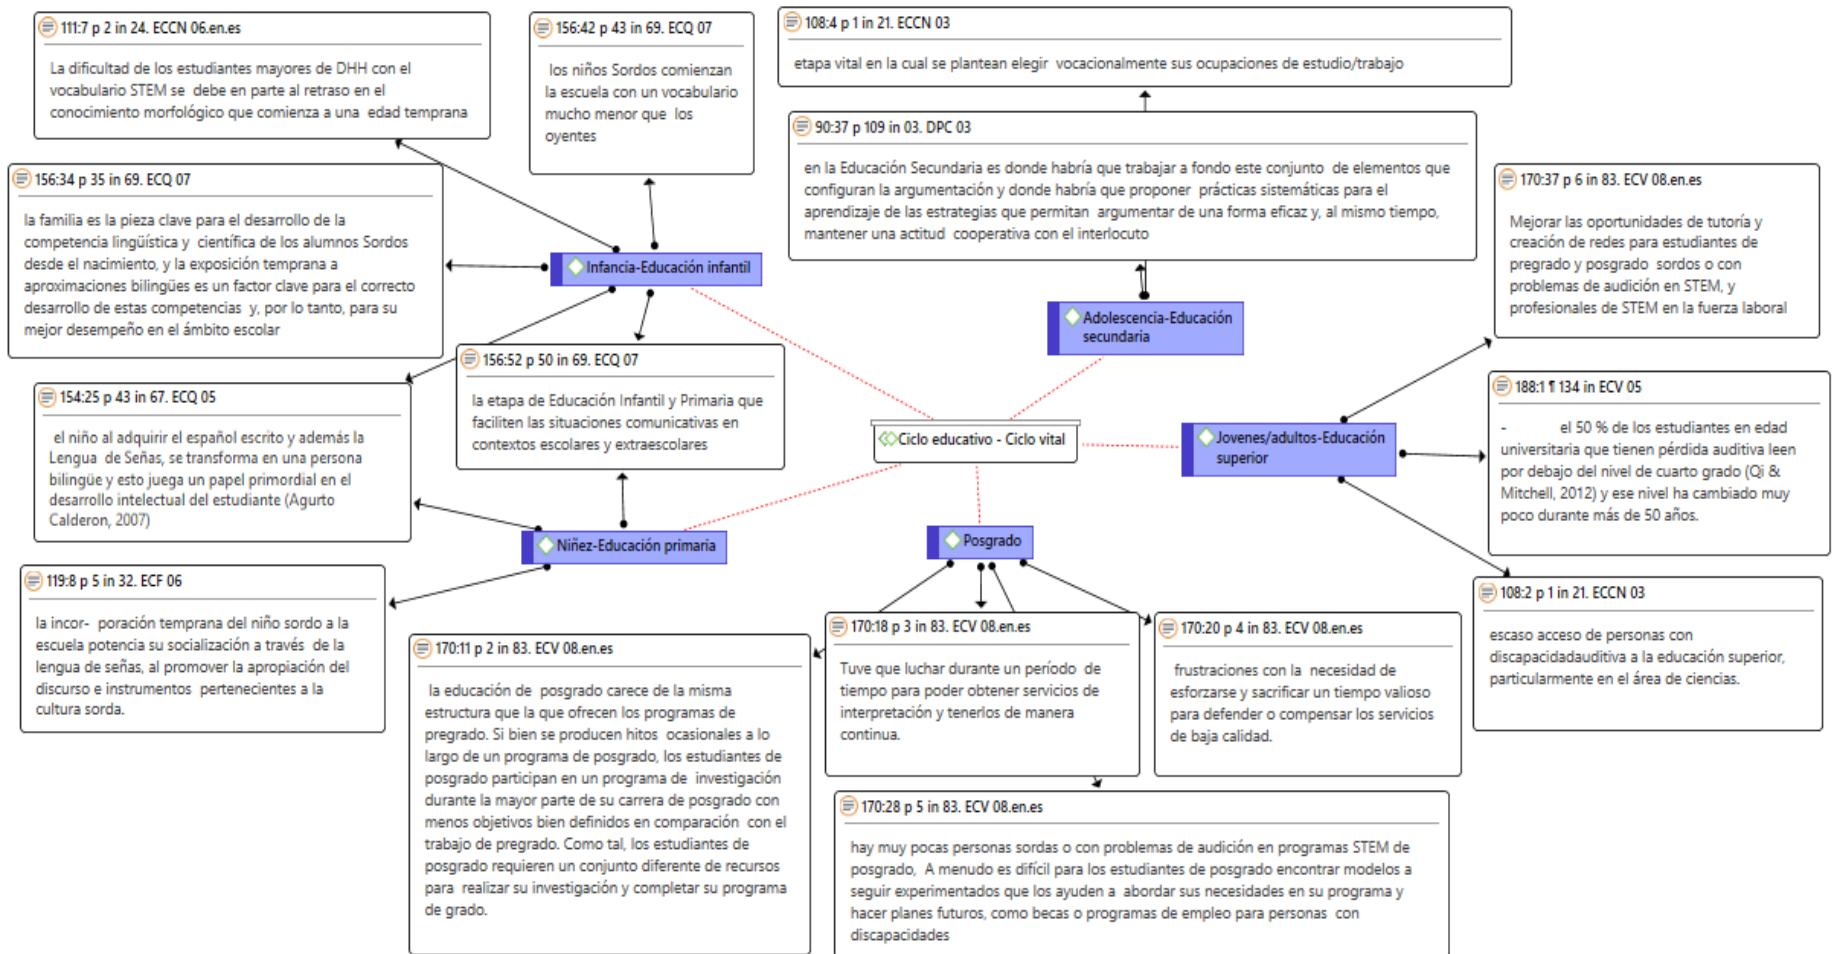 111:7 p 2 in 24. ECCN 06.en.es
La dificultad de los estudiantes mayores de DHH con el
vocabulario STEM se debe en parte al retraso en el
conocimiento morfológico que comienza a una edad temprana
156:42 p 43 in 69. ECQ 07
los niños Sordos comienzan
la escuela con un vocabulario
mucho menor que los
oyentes
108:4 p 1 in 21. ECCN 03
etapa vital en la cual se plantean elegir vocacionalmente sus ocupaciones de estudio/trabajo
90:37 p 109 in 03. DPC 03
en la Educación Secundaria es donde habría que trabajar a fondo este conjunto de elementos que
configuran la argumentación y donde habría que proponer prácticas sistemáticas para el
aprendizaje de las estrategias que permitan argumentar de una forma eficaz y, al mismo tiempo,
mantener una actitud cooperativa con el interlocuto
156:34 p 35 in 69. ECQ 07
la familia es la pieza clave para el desarrollo de la
competencia lingüística y científica de los alumnos Sordos
desde el nacimiento, y la exposición temprana a
aproximaciones bilingües es un factor clave para el correcto
desarrollo de estas competencias y, por lo tanto, para su
mejor desempeño en el ámbito escolar
170:37 p 6 in 83. ECV 08.en.es
Mejorar las oportunidades de tutoría y
creación de redes para estudiantes de
pregrado y posgrado sordos o con
problemas de audición en STEM, y
profesionales de STEM en la fuerza laboral
Infancia-Educación infantil
Adolescencia-Educación
secundaria
156:52 p 50 in 69. ECQ 07
la etapa de Educación Infantil y Primaria que
faciliten las situaciones comunicativas en
contextos escolares y extraescolares
154:25 p 43 in 67. ECQ 05
el niño al adquirir el español escrito y además la
Lengua de Señas, se transforma en una persona
bilingüe y esto juega un papel primordial en el
desarrollo intelectual del estudiante (Agurto
Calderon, 2007)
Ciclo educativo - Ciclo vital
Jovenes/adultos-Educación
superior
188:1 ¶ 134 in ECV 05
- el 50 % de los estudiantes en edad
universitaria que tienen pérdida auditiva leen
por debajo del nivel de cuarto grado (Qi &
Mitchell, 2012) y ese nivel ha cambiado muy
poco durante más de 50 años.
Niñez-Educación primaria
Posgrado
119:8 p 5 in 32. ECF 06
la incor- poración temprana del niño sordo a la
escuela potencia su socialización a través de la
lengua de señas, al promover la apropiación del
discurso e instrumentos pertenecientes a la
cultura sorda.
108:2 p 1 in 21. ECCN 03
escaso acceso de personas con
discapacidadauditiva a la educación superior,
particularmente en el área de ciencias.
170:11 p 2 in 83. ECV 08.en.es
la educación de posgrado carece de la misma
estructura que la que ofrecen los programas de
pregrado. Si bien se producen hitos ocasionales a lo
largo de un programa de posgrado, los estudiantes de
posgrado participan en un programa de investigación
durante la mayor parte de su carrera de posgrado con
menos objetivos bien definidos en comparación con el
trabajo de pregrado. Como tal, los estudiantes de
posgrado requieren un conjunto diferente de recursos
para realizar su investigación y completar su programa
de grado.
170:18 p 3 in 83. ECV 08.en.es
Tuve que luchar durante un período de
tiempo para poder obtener servicios de
interpretación y tenerlos de manera
continua.
170:20 p 4 in 83. ECV 08.en.es
frustraciones con la necesidad de
esforzarse y sacrificar un tiempo valioso
para defender o compensar los servicios
de baja calidad.
170:28 p 5 in 83. ECV 08.en.es
hay muy pocas personas sordas o con problemas de audición en programas STEM de
posgrado, A menudo es difícil para los estudiantes de posgrado encontrar modelos a
seguir experimentados que los ayuden a abordar sus necesidades en su programa y
hacer planes futuros, como becas o programas de empleo para personas con
discapacidades